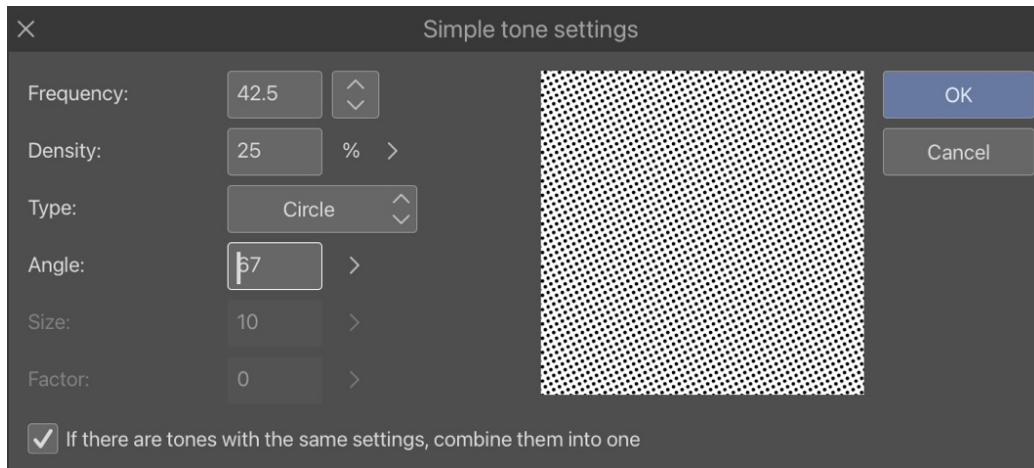 Simple tone settings
Frequency: 42.5
OK
Density: 25 % >
Cancel
Type: Circle
Angle: 67 >
Size: 10 >
Factor: 0 >
If there are tones with the same settings, combine them into one